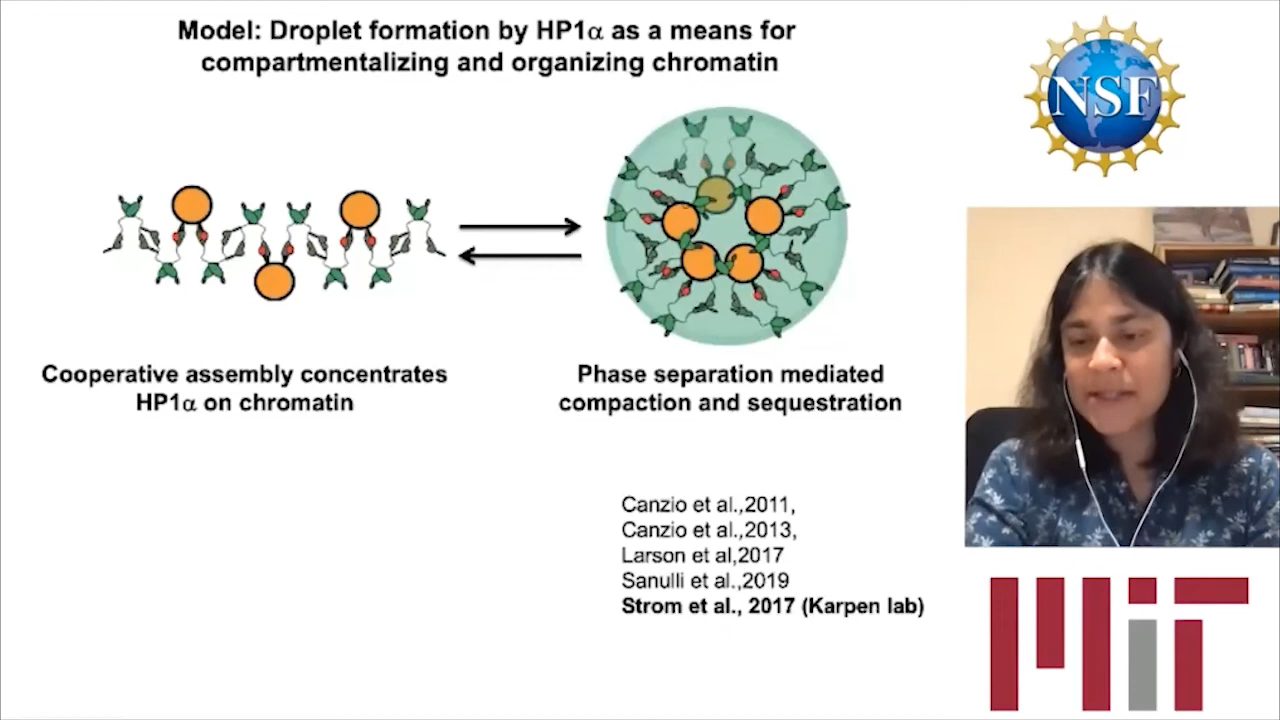 Model: Droplet formation by HP1α as a means for
compartmentalizing and organizing chromatin
NSF
Cooperative assembly concentrates
HP1α on chromatin
Phase separation mediated
compaction and sequestration
Canzio et al.,2011,
Canzio et al.,2013,
Larson et al,2017
Sanulli et al.,2019
Strom et al., 2017 (Karpen lab)
MIT